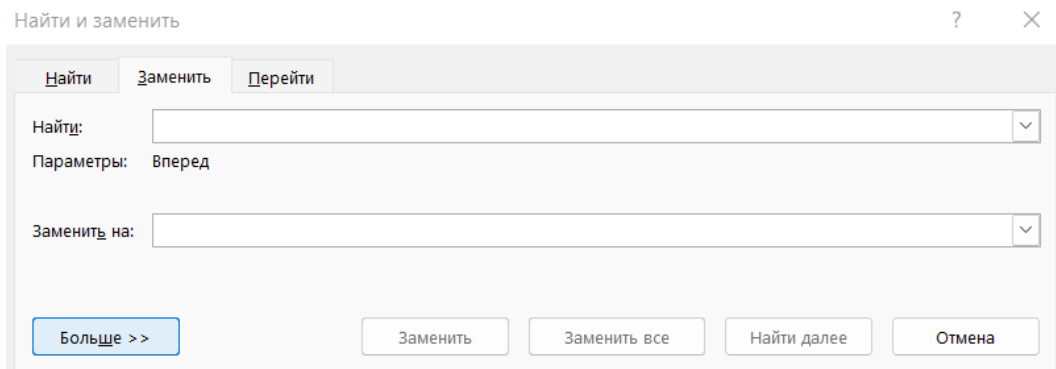 Найти и заменить ?
Найти Заменить Перейти
Найти:
Параметры: Вперед
Заменить на:
Больше >> Заменить Заменить все Найти далее Отмена